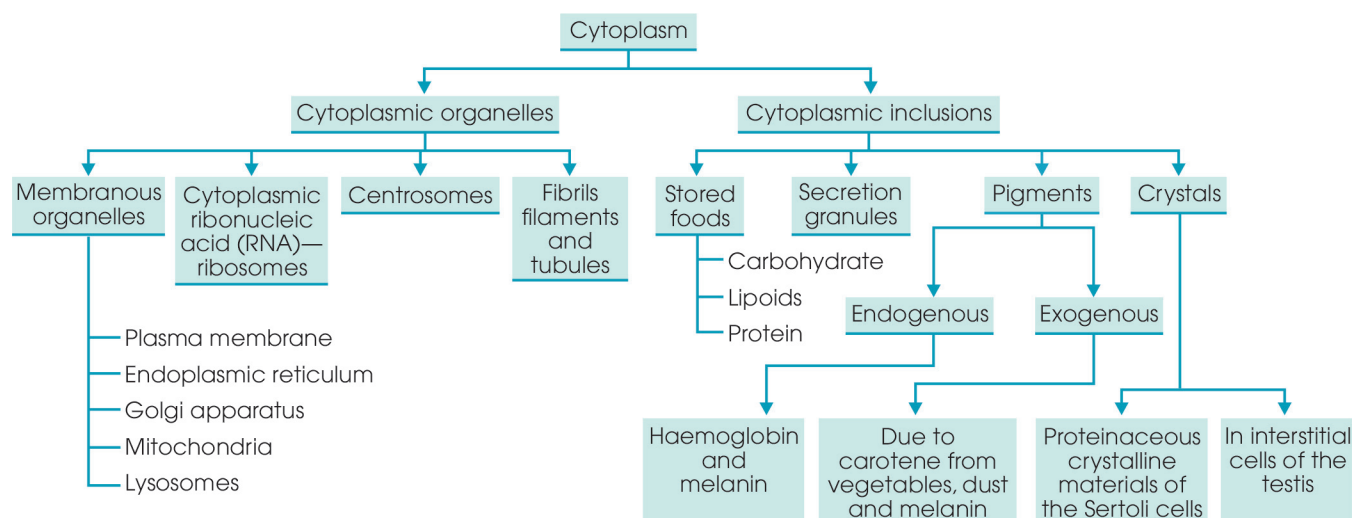 Cytoplasm
Cytoplasmic organelles
Cytoplasmic inclusions
Membranous
organelles
Cytoplasmic
ribonucleic
acid (RNA)—
ribosomes
Centrosomes
Fibrils
filaments
and
tubules
Stored
foods
Secretion
granules
Pigments
Crystals
Plasma membrane
Endoplasmic reticulum
Golgi apparatus
Mitochondria
Lysosomes
Carbohydrate
Lipoids
Protein
Endogenous
Exogenous
Haemoglobin
and
melanin
Due to
carotene from
vegetables, dust
and melanin
Proteinaceous
crystalline
materials of
the Sertoli cells
In interstitial
cells of the
testis